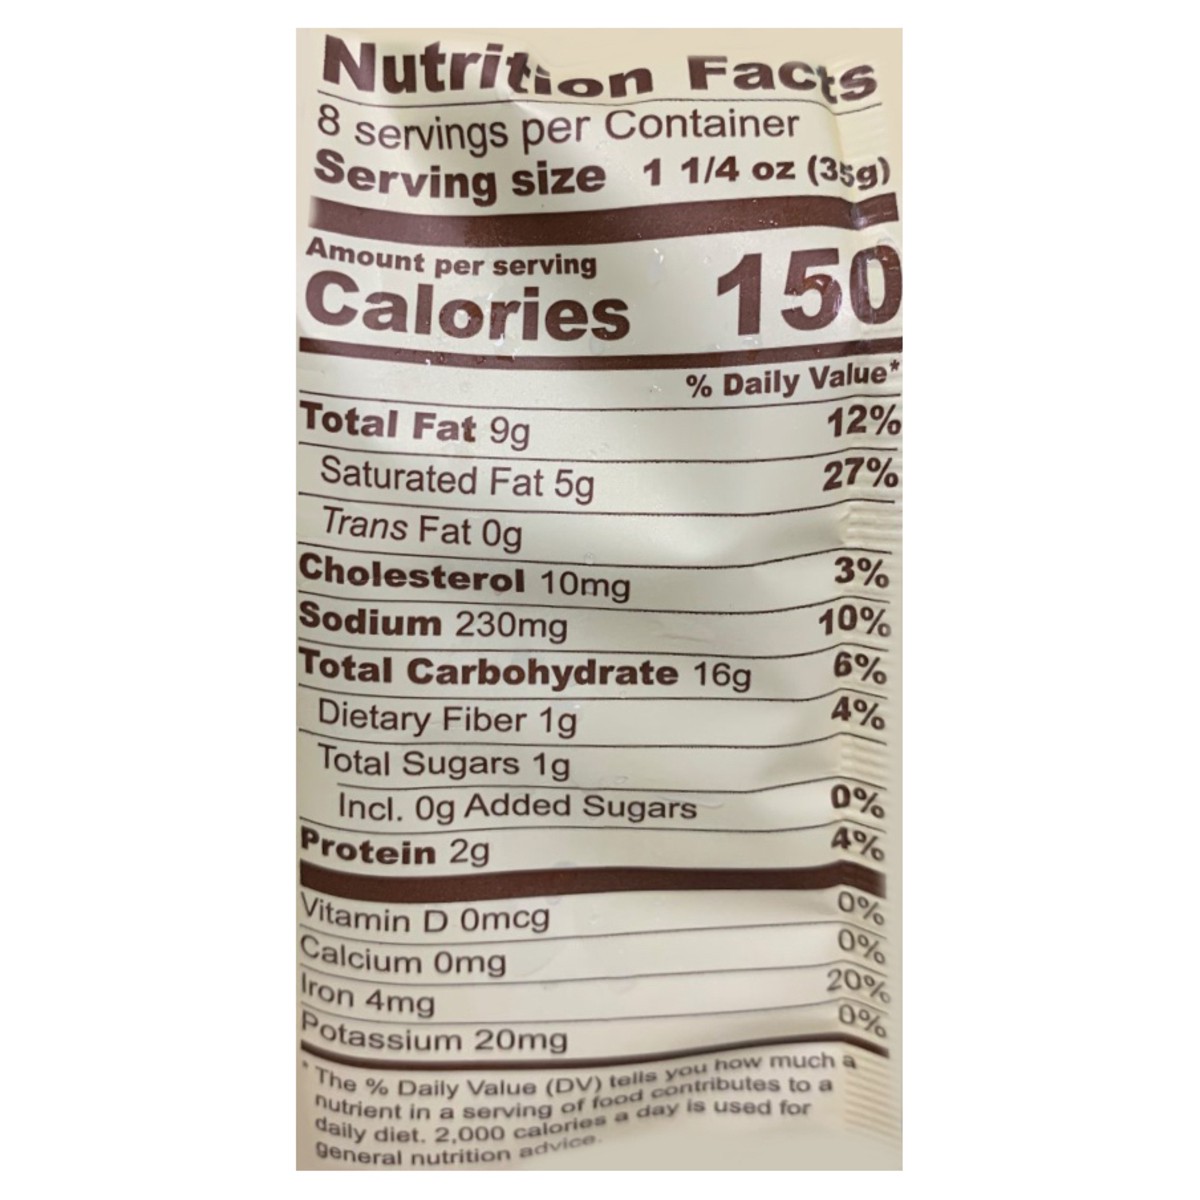 Nutrition Facts
8 servings per Container
Serving size 1 1/4 oz (35g)
Amount per serving
Calories 150
% Daily Value*
Total Fat 9g 12%
Saturated Fat 5g 27%
Trans Fat 0g
Cholesterol 10mg 3%
Sodium 230mg 10%
Total Carbohydrate 16g 6%
Dietary Fiber 1g 4%
Total Sugars 1g
Incl. 0g Added Sugars 0%
Protein 2g 4%
Vitamin D 0mcg 0%
Calcium 0mg 0%
Iron 4mg 20%
Potassium 20mg 0%
* The % Daily Value (DV) tells you how much a
nutrient in a serving of food contributes to a
daily diet. 2,000 calories a day is used for
general nutrition advice.